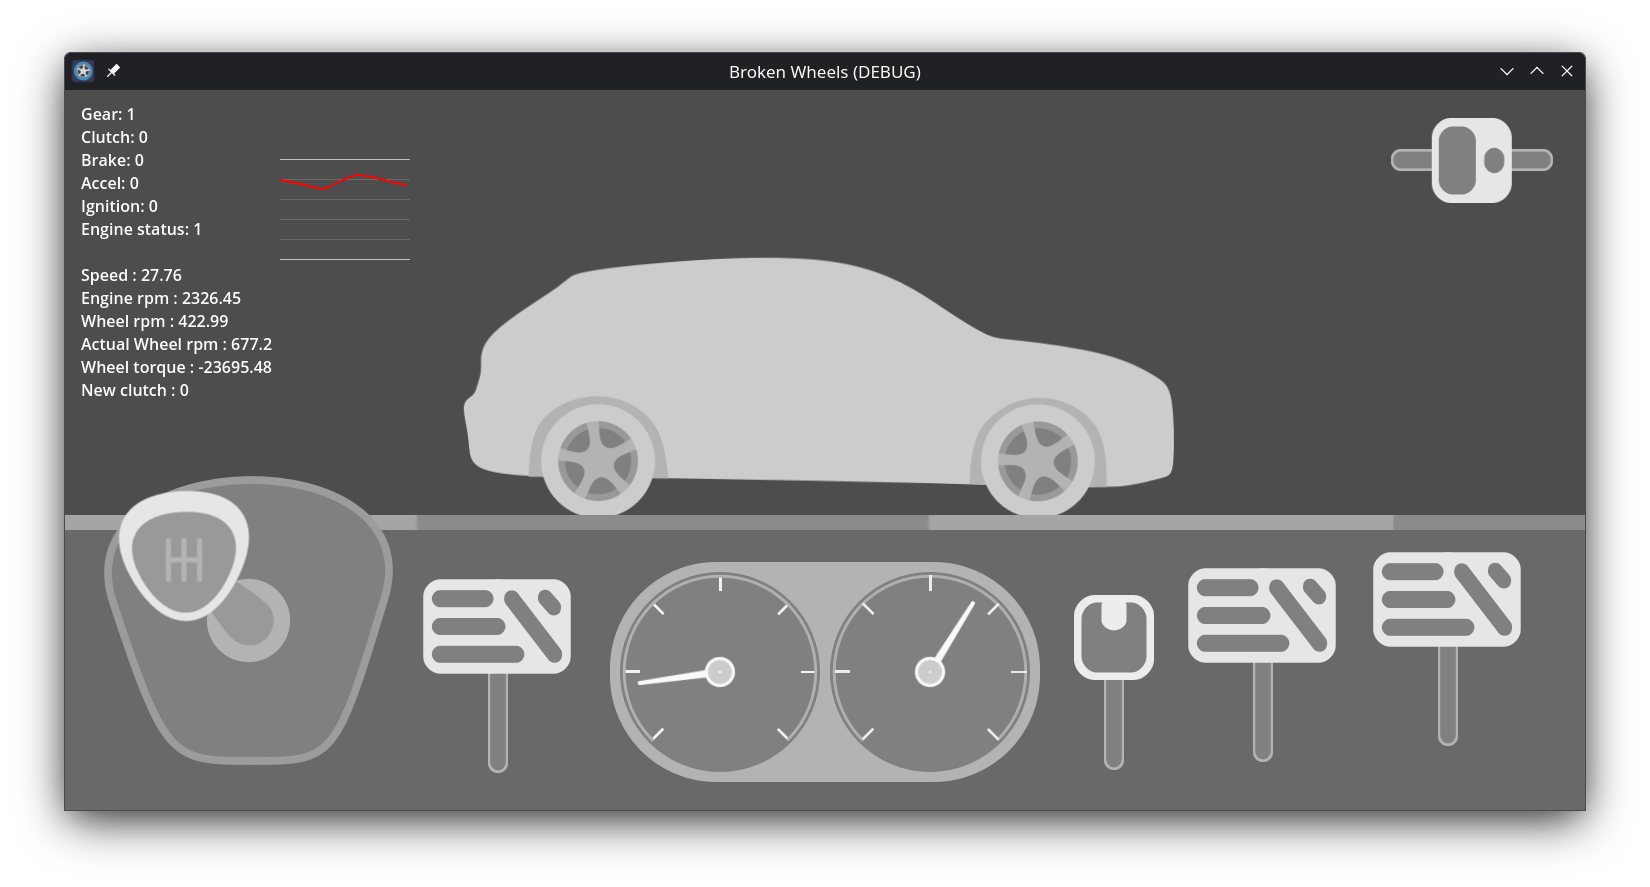 Broken Wheels (DEBUG)
Gear: 1
Clutch: 0
Brake: 0
Accel: 0
Ignition: 0
Engine status: 1
Speed : 27.76
Engine rpm : 2326.45
Wheel rpm : 422.99
Actual Wheel rpm : 677.2
Wheel torque : -23695.48
New clutch : 0